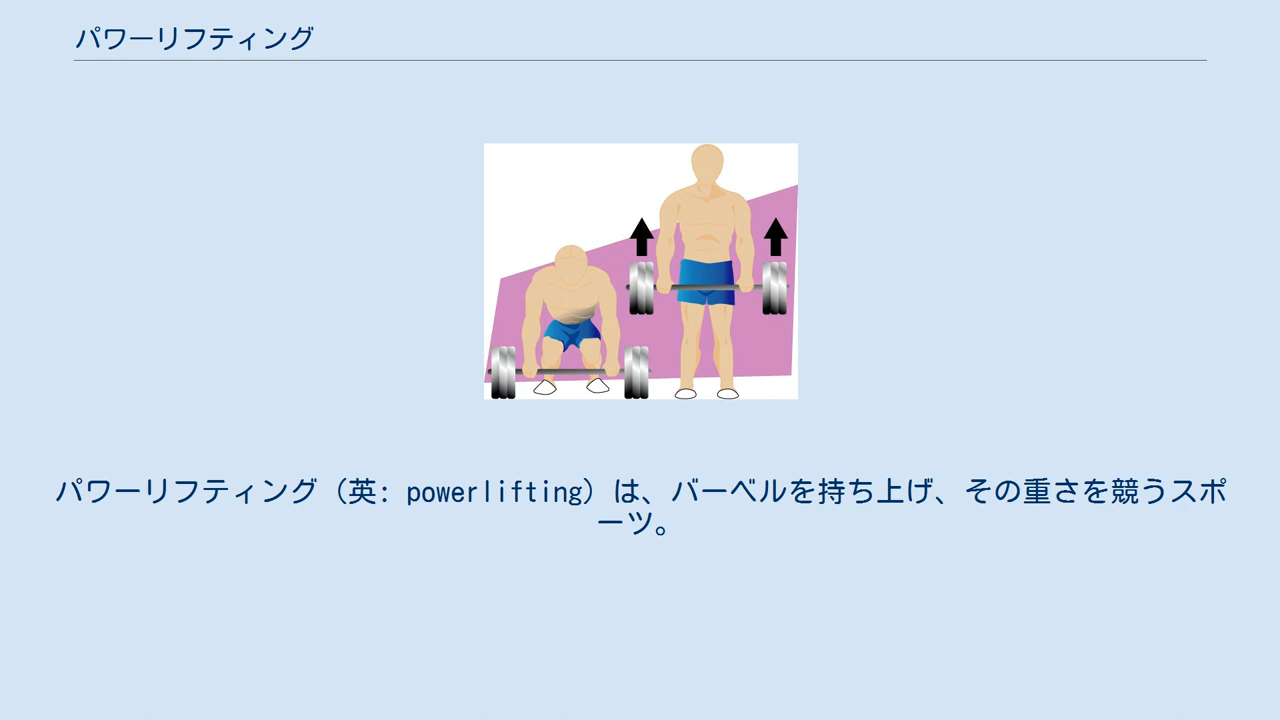 パワーリフティング
パワーリフティング（英: powerlifting）は、バーベルを持ち上げ、その重さを競うスポ
ーツ。